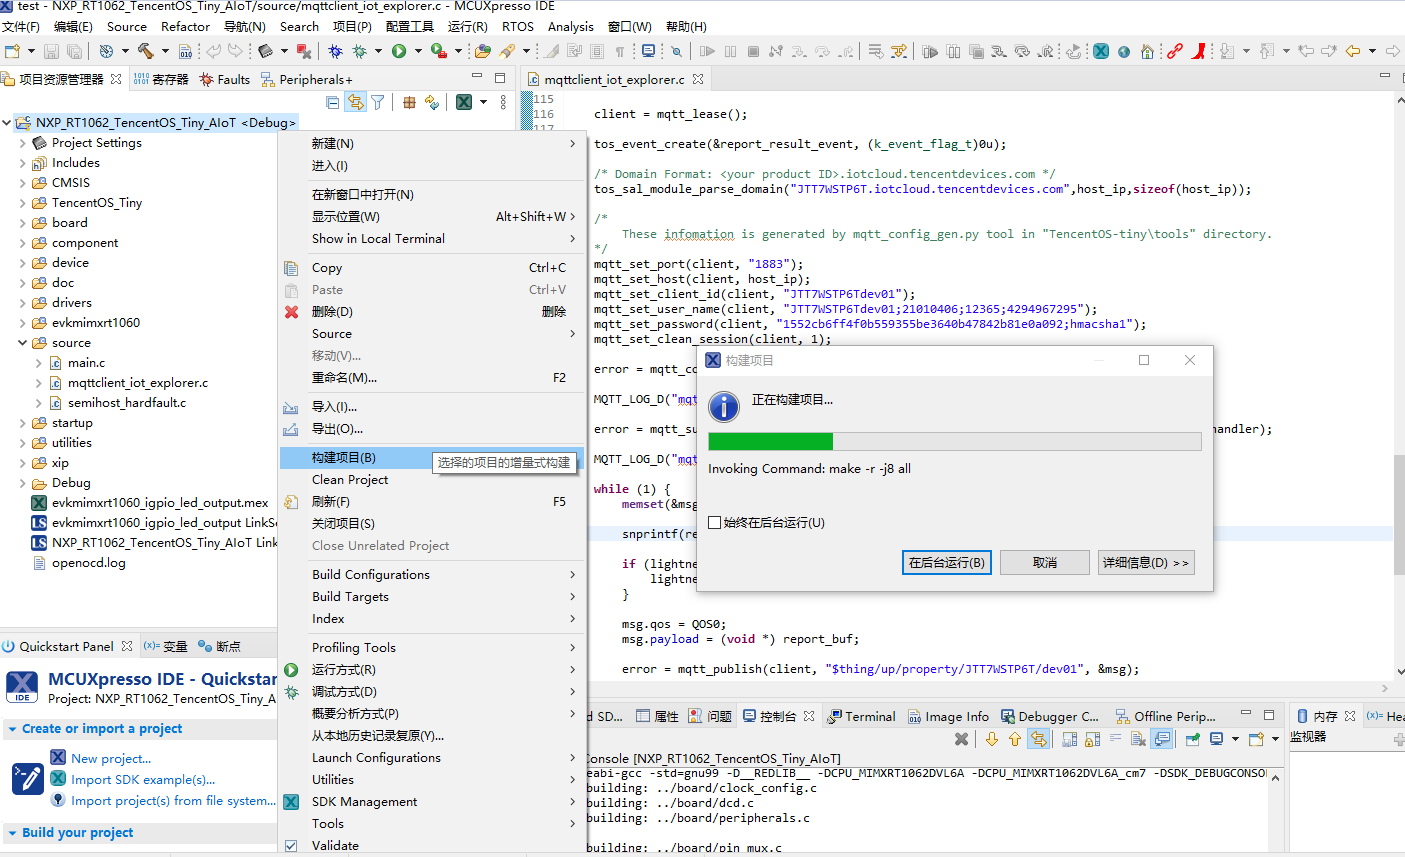 test - NXP_RT1062_TencentOS_Tiny_AIoT/source/mqttclient_iot_explorer.c - MCUXpresso IDE
文件(F) 编辑(E) Source Refactor 导航(N) Search 项目(P) 配置工具 运行(R) RTOS Analysis 窗口(W) 帮助(H)
项目资源管理器 寄存器 Faults Peripherals+
NXP_RT1062_TencentOS_Tiny_AIoT <Debug>
Project Settings
Includes
CMSIS
TencentOS_Tiny
board
component
device
doc
drivers
evkmimxrt1060
source
main.c
mqttclient_iot_explorer.c
semihost_hardfault.c
startup
utilities
xip
Debug
evkmimxrt1060_igpio_led_output.mex
evkmimxrt1060_igpio_led_output LinkSe
NXP_RT1062_TencentOS_Tiny_AIoT Link
openocd.log
新建(N)
进入(I)
在新窗口中打开(N)
显示位置(W) Alt+Shift+W
Show in Local Terminal
Copy Ctrl+C
Paste Ctrl+V
删除(D) 删除
Source
移动(V)...
重命名(M)... F2
导入(I)...
导出(O)...
构建项目(B)
选择的项目的增量式构建
Clean Project
刷新(F) F5
关闭项目(S)
Close Unrelated Project
Build Configurations
Build Targets
Index
Profiling Tools
运行方式(R)
调试方式(D)
概要分析方式(P)
从本地历史记录复原(Y)...
Launch Configurations
Utilities
SDK Management
Tools
Validate
mqttclient_iot_explorer.c
115
116 client = mqtt_lease();
117
tos_event_create(&report_result_event, (k_event_flag_t)0u);
/* Domain Format: <your product ID>.iotcloud.tencentdevices.com */
tos_sal_module_parse_domain("JTT7WSTP6T.iotcloud.tencentdevices.com",host_ip,sizeof(host_ip));
/*
These infomation is generated by mqtt_config_gen.py tool in "TencentOS-tiny\tools" directory.
*/
mqtt_set_port(client, "1883");
mqtt_set_host(client, host_ip);
mqtt_set_client_id(client, "JTT7WSTP6Tdev01");
mqtt_set_user_name(client, "JTT7WSTP6Tdev01;21010406;12365;4294967295");
mqtt_set_password(client, "1552cb6ff4f0b559355be3640b47842b81e0a092;hmacsha1");
mqtt_set_clean_session(client, 1);
error = mqtt_co
MQTT_LOG_D("mqt
error = mqtt_su andler);
MQTT_LOG_D("mqt
while (1) {
memset(&msg
snprintf(re
if (lightne
lightne
}
msg.qos = QOS0;
msg.payload = (void *) report_buf;
error = mqtt_publish(client, "$thing/up/property/JTT7WSTP6T/dev01", &msg);
构建项目
正在构建项目...
Invoking Command: make -r -j8 all
始终在后台运行(U)
在后台运行(B) 取消 详细信息(D) >>
Quickstart Panel 变量 断点
IDE
MCUXpresso IDE - Quickstar
Project: NXP_RT1062_TencentOS_Tiny_A
Create or import a project
New project...
Import SDK example(s)...
Import project(s) from file system...
Build your project
d SD... 属性 问题 控制台 Terminal Image Info Debugger C... Offline Perip...
Console [NXP_RT1062_TencentOS_Tiny_AIoT]
eabi-gcc -std=gnu99 -D__REDLIB__ -DCPU_MIMXRT1062DVL6A -DCPU_MIMXRT1062DVL6A_cm7 -DSDK_DEBUGCONSOL
building: ../board/clock_config.c
building: ../board/dcd.c
building: ../board/peripherals.c
building: ../board/pin_mux.c
内存 Hea
监视器